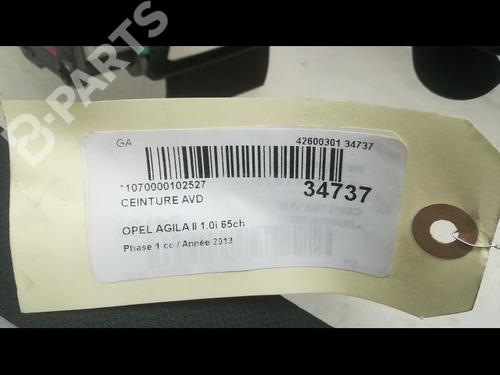 B-PARTS
GA
42600301 34737
*1070000102527
34737
CEINTURE AVD
OPEL AGILA II 1.0i 65ch
Phase 1 cc / Année 2013